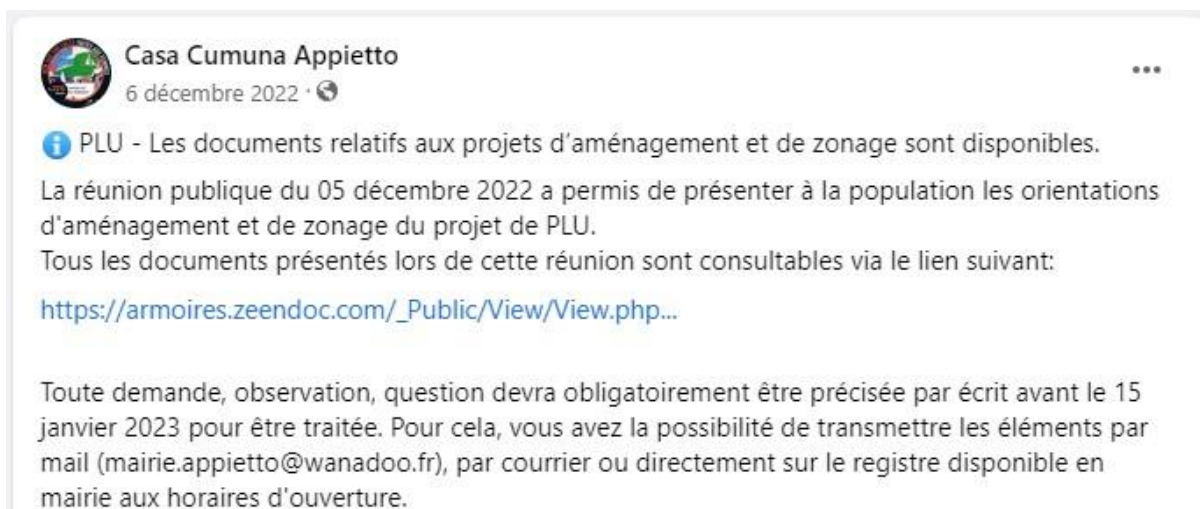 Casa Cumuna Appietto
6 décembre 2022 ·
PLU - Les documents relatifs aux projets d’aménagement et de zonage sont disponibles.
La réunion publique du 05 décembre 2022 a permis de présenter à la population les orientations
d'aménagement et de zonage du projet de PLU.
Tous les documents présentés lors de cette réunion sont consultables via le lien suivant:
https://armoires.zeendoc.com/_Public/View/View.php...
Toute demande, observation, question devra obligatoirement être précisée par écrit avant le 15
janvier 2023 pour être traitée. Pour cela, vous avez la possibilité de transmettre les éléments par
mail (mairie.appietto@wanadoo.fr), par courrier ou directement sur le registre disponible en
mairie aux horaires d'ouverture.